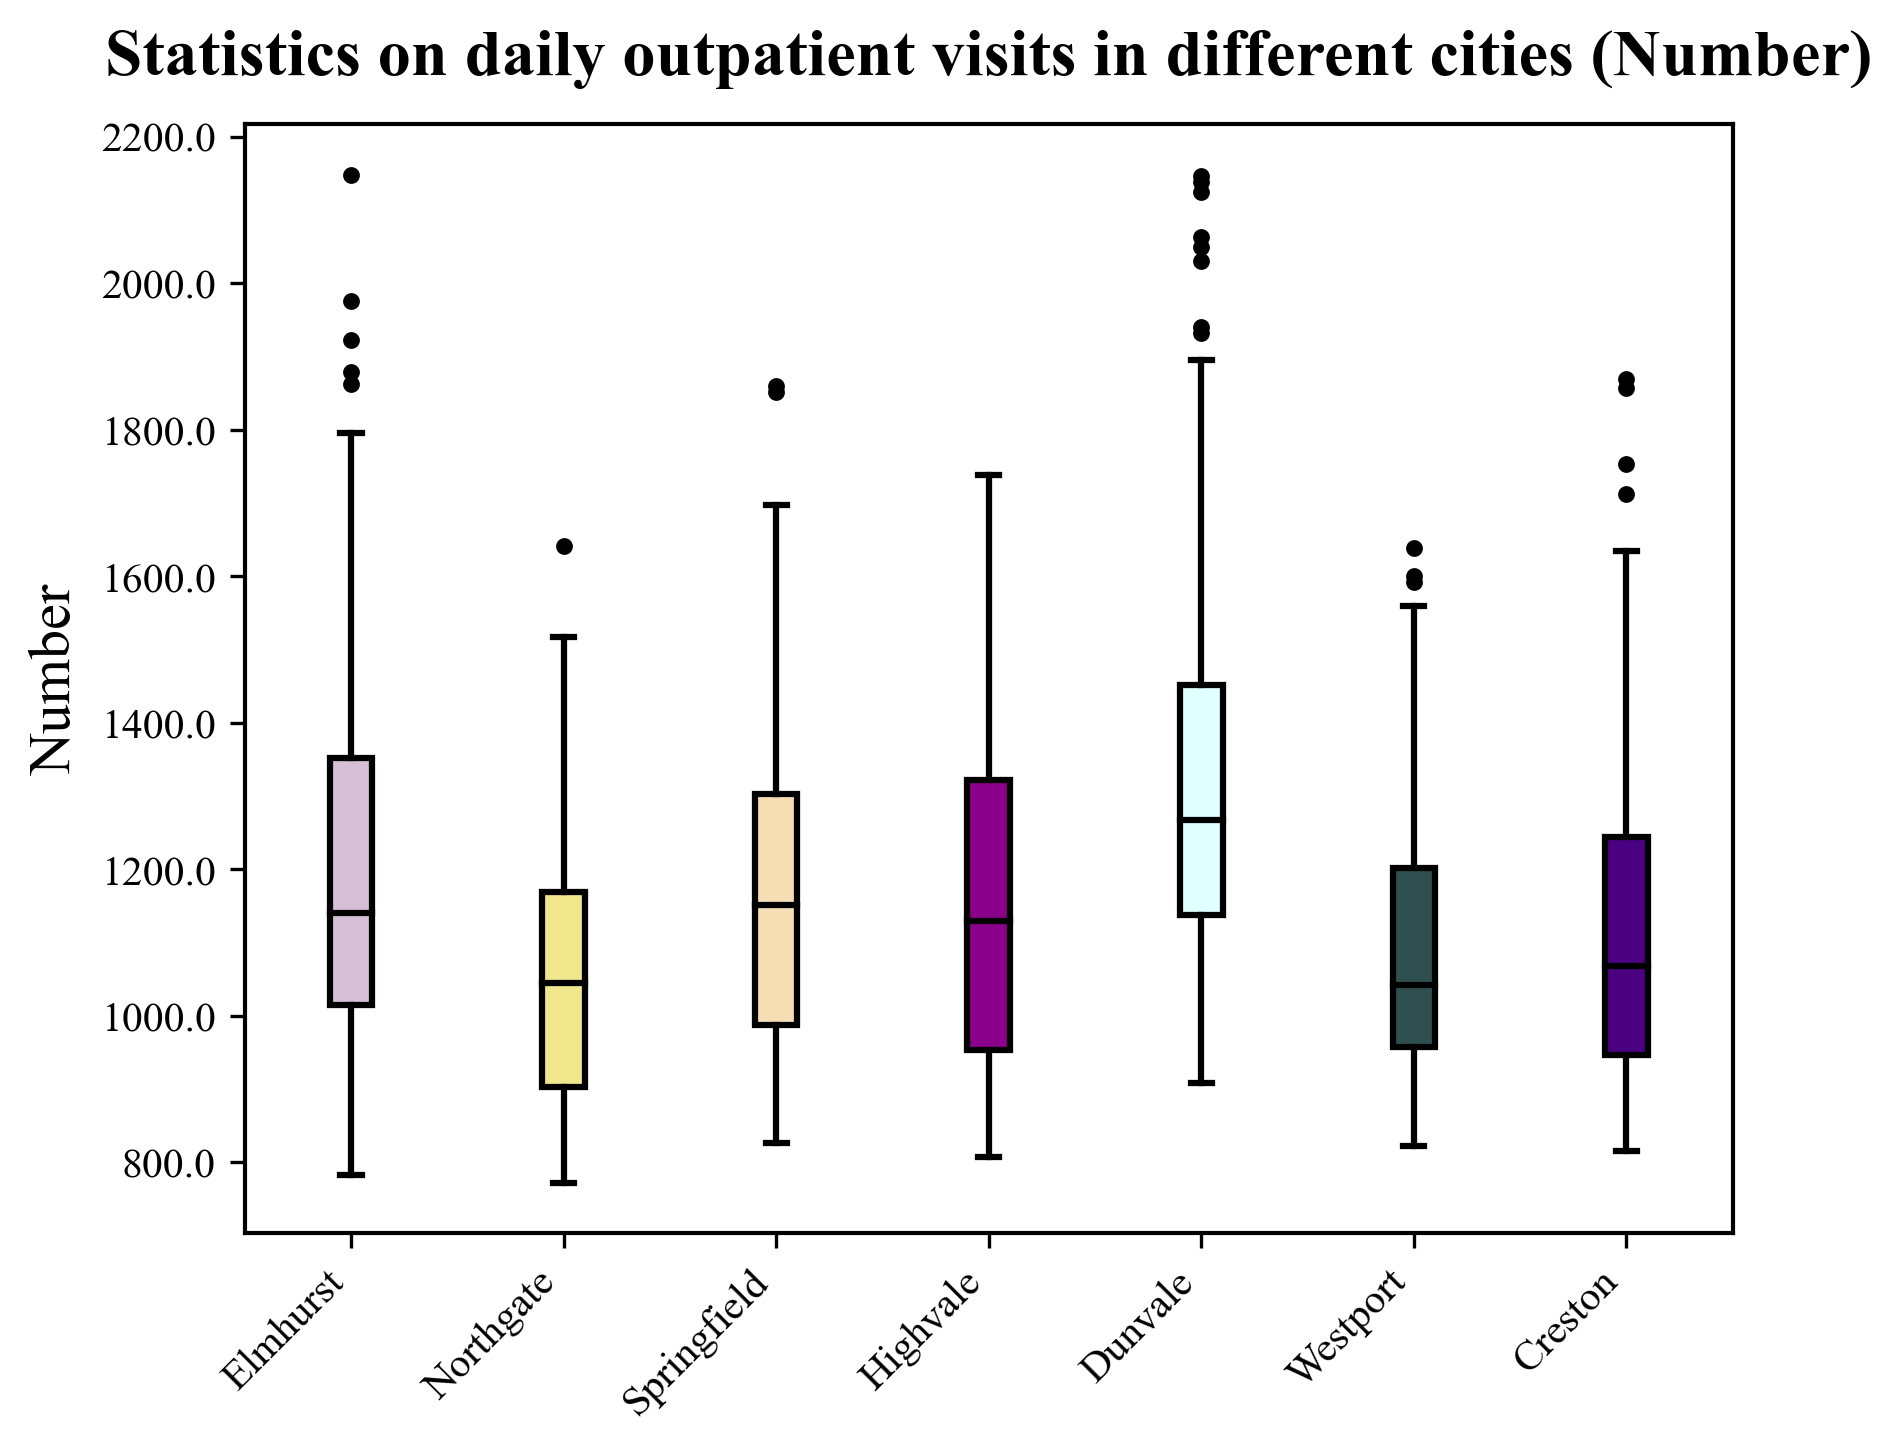 Statistics on daily outpatient visits in different cities (Number)
Number
2200.0
2000.0
1800.0
1600.0
1400.0
1200.0
1000.0
800.0
Elmhurst
Northgate
Springfield
Highvale
Dunvale
Westport
Creston